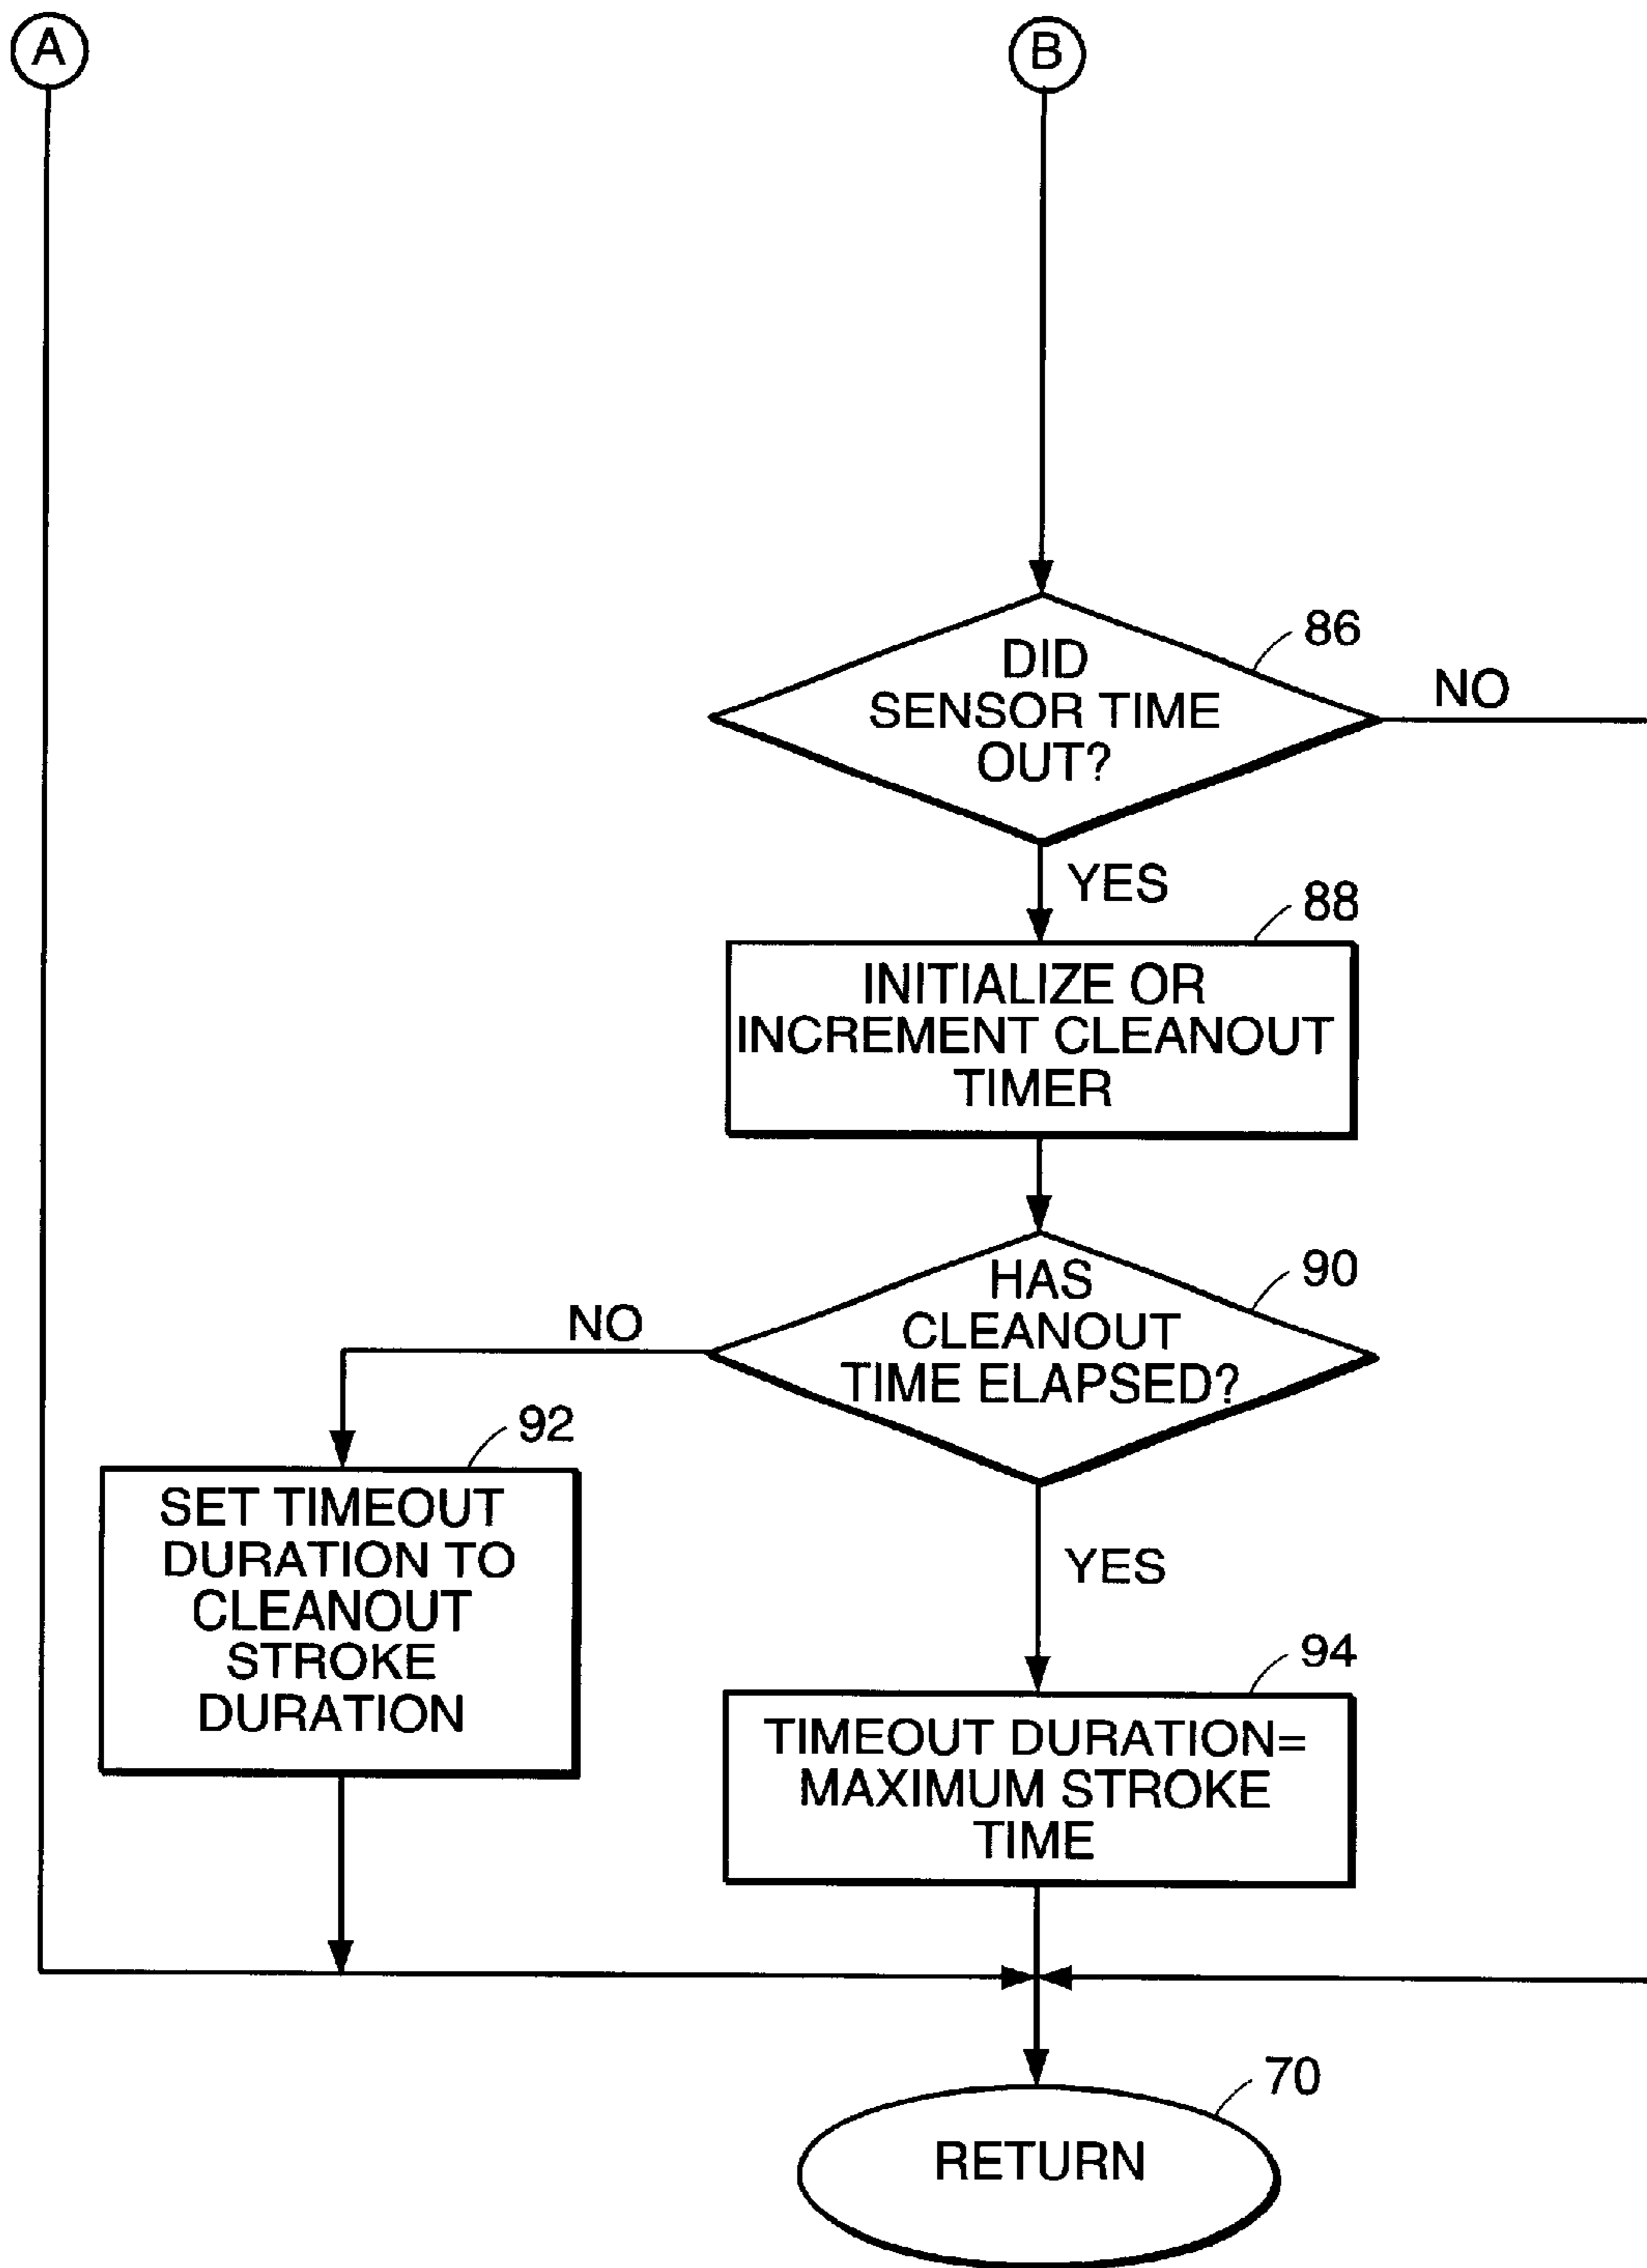 A
B
86
DID
SENSOR TIME
OUT?
NO
YES
88
INITIALIZE OR
INCREMENT CLEANOUT
TIMER
90
HAS
CLEANOUT
TIME ELAPSED?
NO
92
SET TIMEOUT
DURATION TO
CLEANOUT
STROKE
DURATION
YES
94
TIMEOUT DURATION=
MAXIMUM STROKE
TIME
70
RETURN